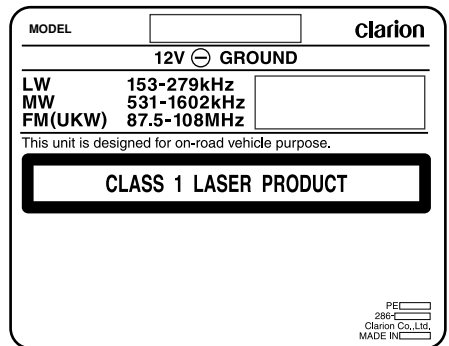 MODEL clarion
12V ⊖ GROUND
LW 153-279kHz
MW 531-1602kHz
FM(UKW) 87.5-108MHz
This unit is designed for on-road vehicle purpose.
CLASS 1 LASER PRODUCT
PE
286-
Clarion Co.,Ltd.
MADE IN